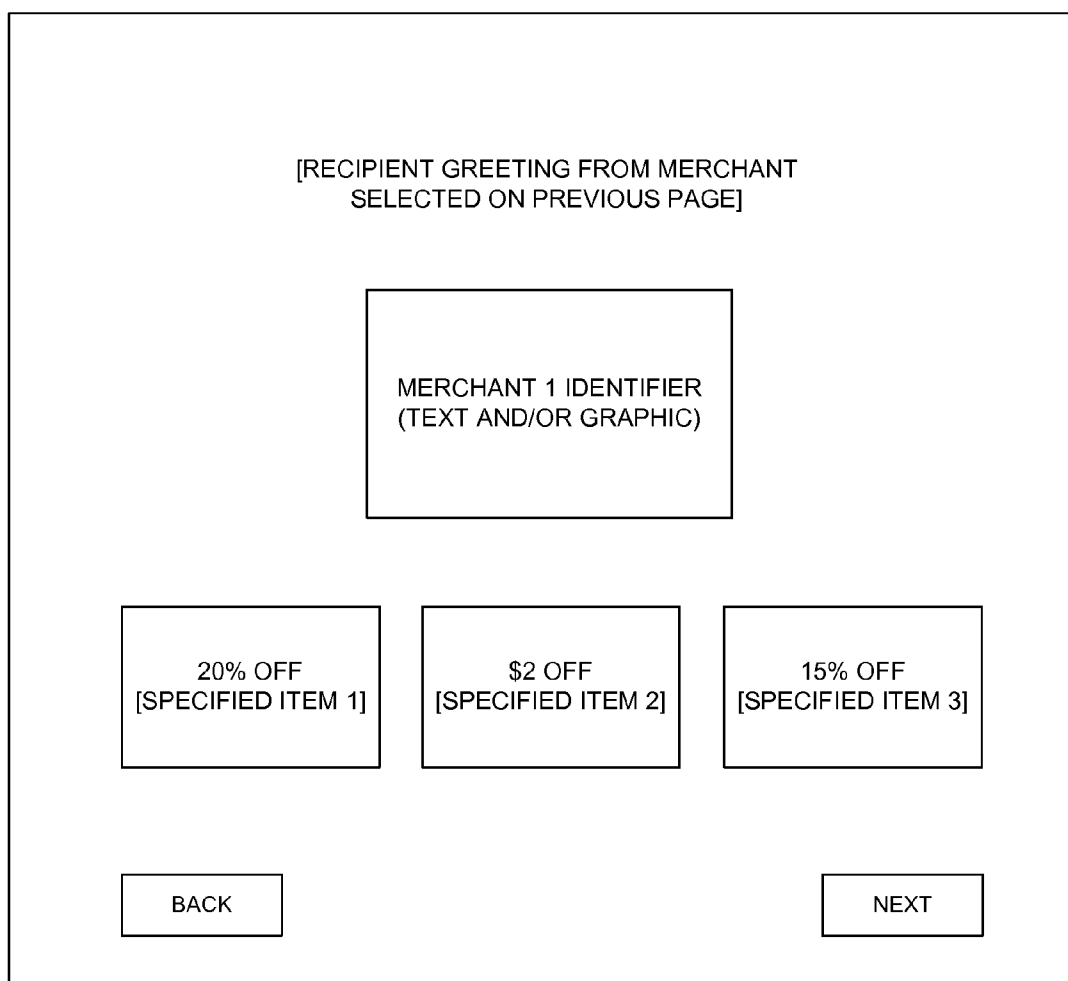 [RECIPIENT GREETING FROM MERCHANT
SELECTED ON PREVIOUS PAGE]
MERCHANT 1 IDENTIFIER
(TEXT AND/OR GRAPHIC)
20% OFF
[SPECIFIED ITEM 1]
$2 OFF
[SPECIFIED ITEM 2]
15% OFF
[SPECIFIED ITEM 3]
BACK
NEXT